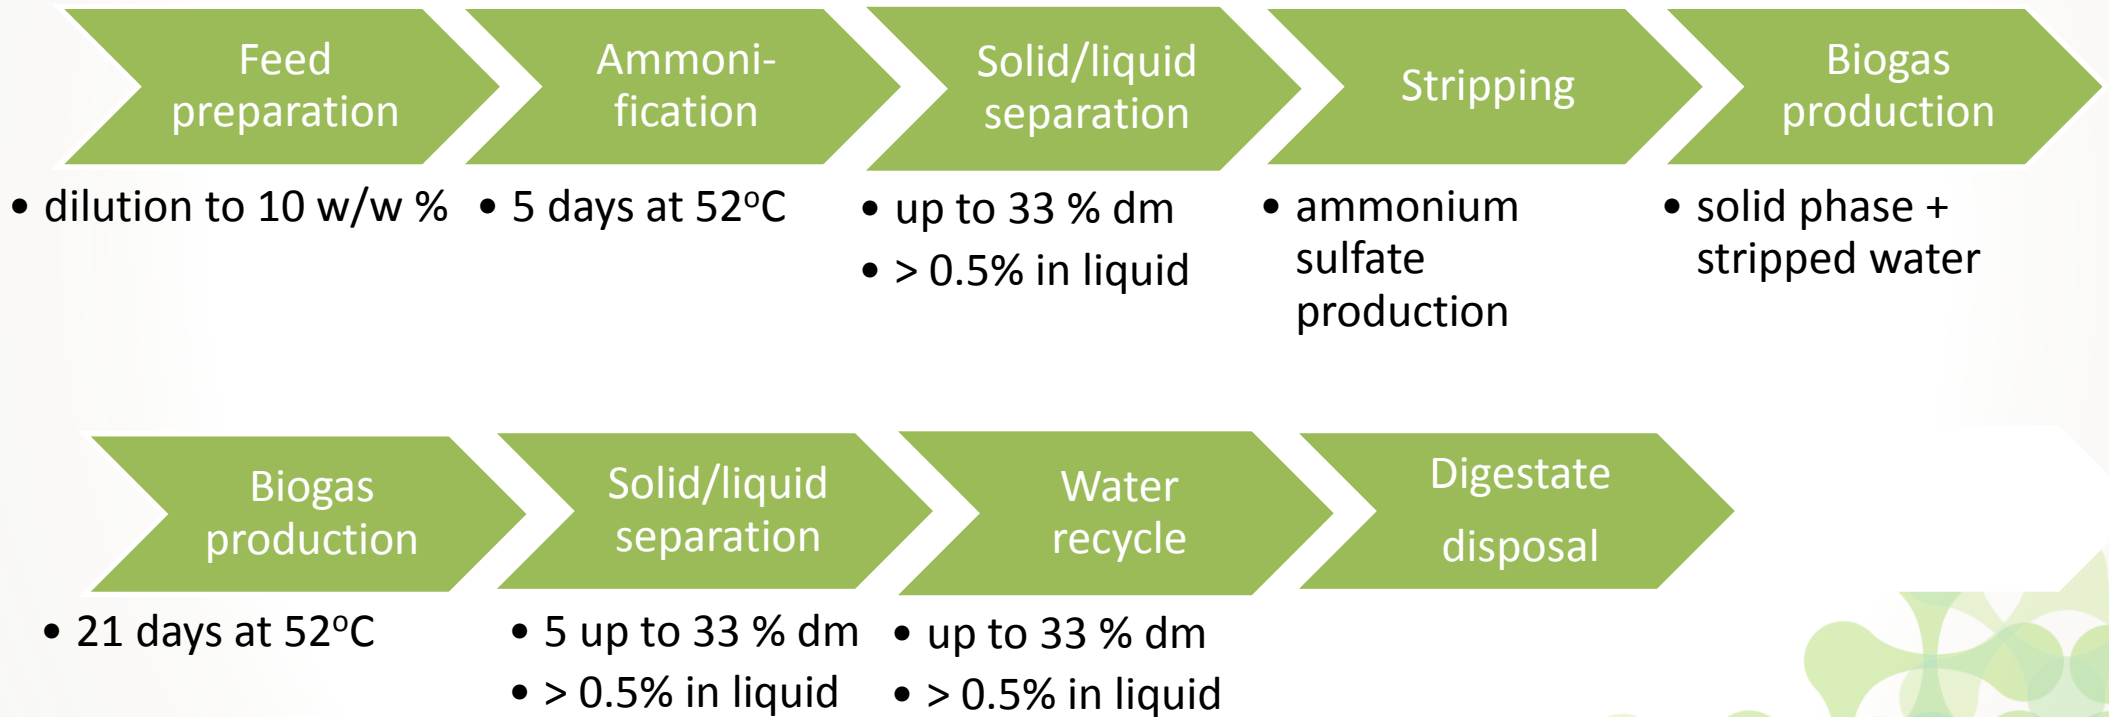 Feed
preparation
Ammoni-
fication
Solid/liquid
separation
Stripping
Biogas
production
• dilution to 10 w/w %
• 5 days at 52°C
• up to 33 % dm
• > 0.5% in liquid
• ammonium
sulfate
production
• solid phase +
stripped water
Biogas
production
Solid/liquid
separation
Water
recycle
Digestate
disposal
• 21 days at 52°C
• 5 up to 33 % dm
• > 0.5% in liquid
• up to 33 % dm
• > 0.5% in liquid